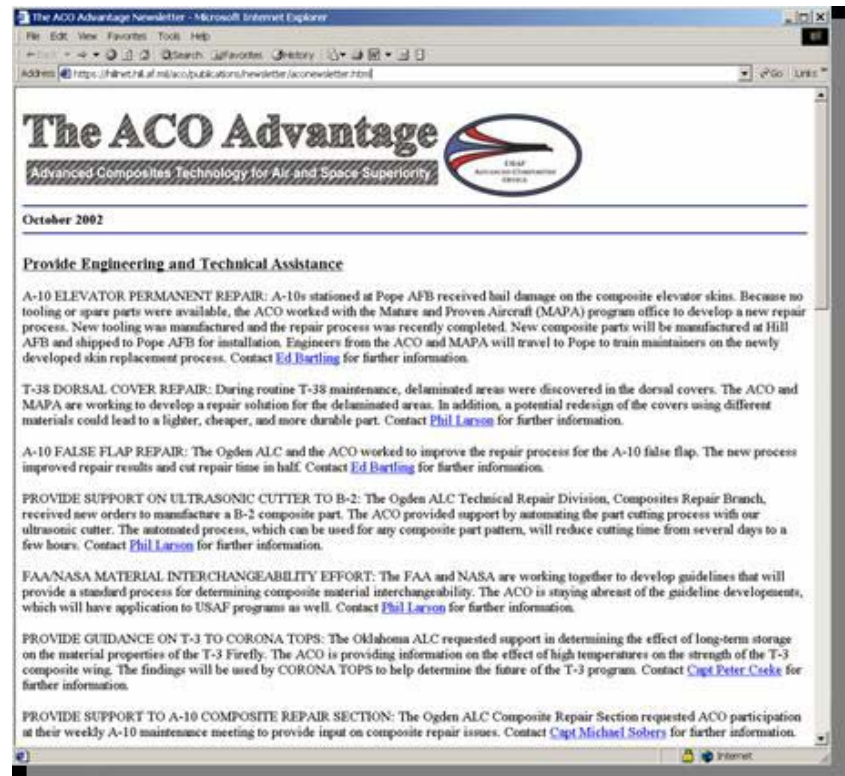 The ACO Advantage Newsletter - Microsoft Internet Explorer
File Edit View Favorites Tools Help
Search Favorites History
Address Go Links
The ACO Advantage
Advanced Composites Technology for Air and Space Superiority
USAF
ADVANCED COMPOSITES
OFFICE
October 2002
Provide Engineering and Technical Assistance
A-10 ELEVATOR PERMANENT REPAIR: A-10s stationed at Pope AFB received hail damage on the composite elevator skins. Because no
tooling or spare parts were available, the ACO worked with the Mature and Proven Aircraft (MAPA) program office to develop a new repair
process. New tooling was manufactured and the repair process was recently completed. New composite parts will be manufactured at Hill
AFB and shipped to Pope AFB for installation. Engineers from the ACO and MAPA will travel to Pope to train maintainers on the newly
developed skin replacement process. Contact Ed Bartling for further information.
T-38 DORSAL COVER REPAIR: During routine T-38 maintenance, delaminated areas were discovered in the dorsal covers. The ACO and
MAPA are working to develop a repair solution for the delaminated areas. In addition, a potential redesign of the covers using different
materials could lead to a lighter, cheaper, and more durable part. Contact Phil Larson for further information.
A-10 FALSE FLAP REPAIR: The Ogden ALC and the ACO worked to improve the repair process for the A-10 false flap. The new process
improved repair results and cut repair time in half. Contact Ed Bartling for further information.
PROVIDE SUPPORT ON ULTRASONIC CUTTER TO B-2: The Ogden ALC Technical Repair Division, Composites Repair Branch,
received new orders to manufacture a B-2 composite part. The ACO provided support by automating the part cutting process with our
ultrasonic cutter. The automated process, which can be used for any composite part pattern, will reduce cutting time from several days to a
few hours. Contact Phil Larson for further information.
FAA/NASA MATERIAL INTERCHANGEABILITY EFFORT: The FAA and NASA are working together to develop guidelines that will
provide a standard process for determining composite material interchangeability. The ACO is staying abreast of the guideline developments,
which will have application to USAF programs as well. Contact Phil Larson for further information.
PROVIDE GUIDANCE ON T-3 TO CORONA TOPS: The Oklahoma ALC requested support in determining the effect of long-term storage
on the material properties of the T-3 Firefly. The ACO is providing information on the effect of high temperatures on the strength of the T-3
composite wing. The findings will be used by CORONA TOPS to help determine the future of the T-3 program. Contact Capt Peter Cseke for
further information.
PROVIDE SUPPORT TO A-10 COMPOSITE REPAIR SECTION: The Ogden ALC Composite Repair Section requested ACO participation
at their weekly A-10 maintenance meeting to provide input on composite repair issues. Contact Capt Michael Sobers for further information.
Internet